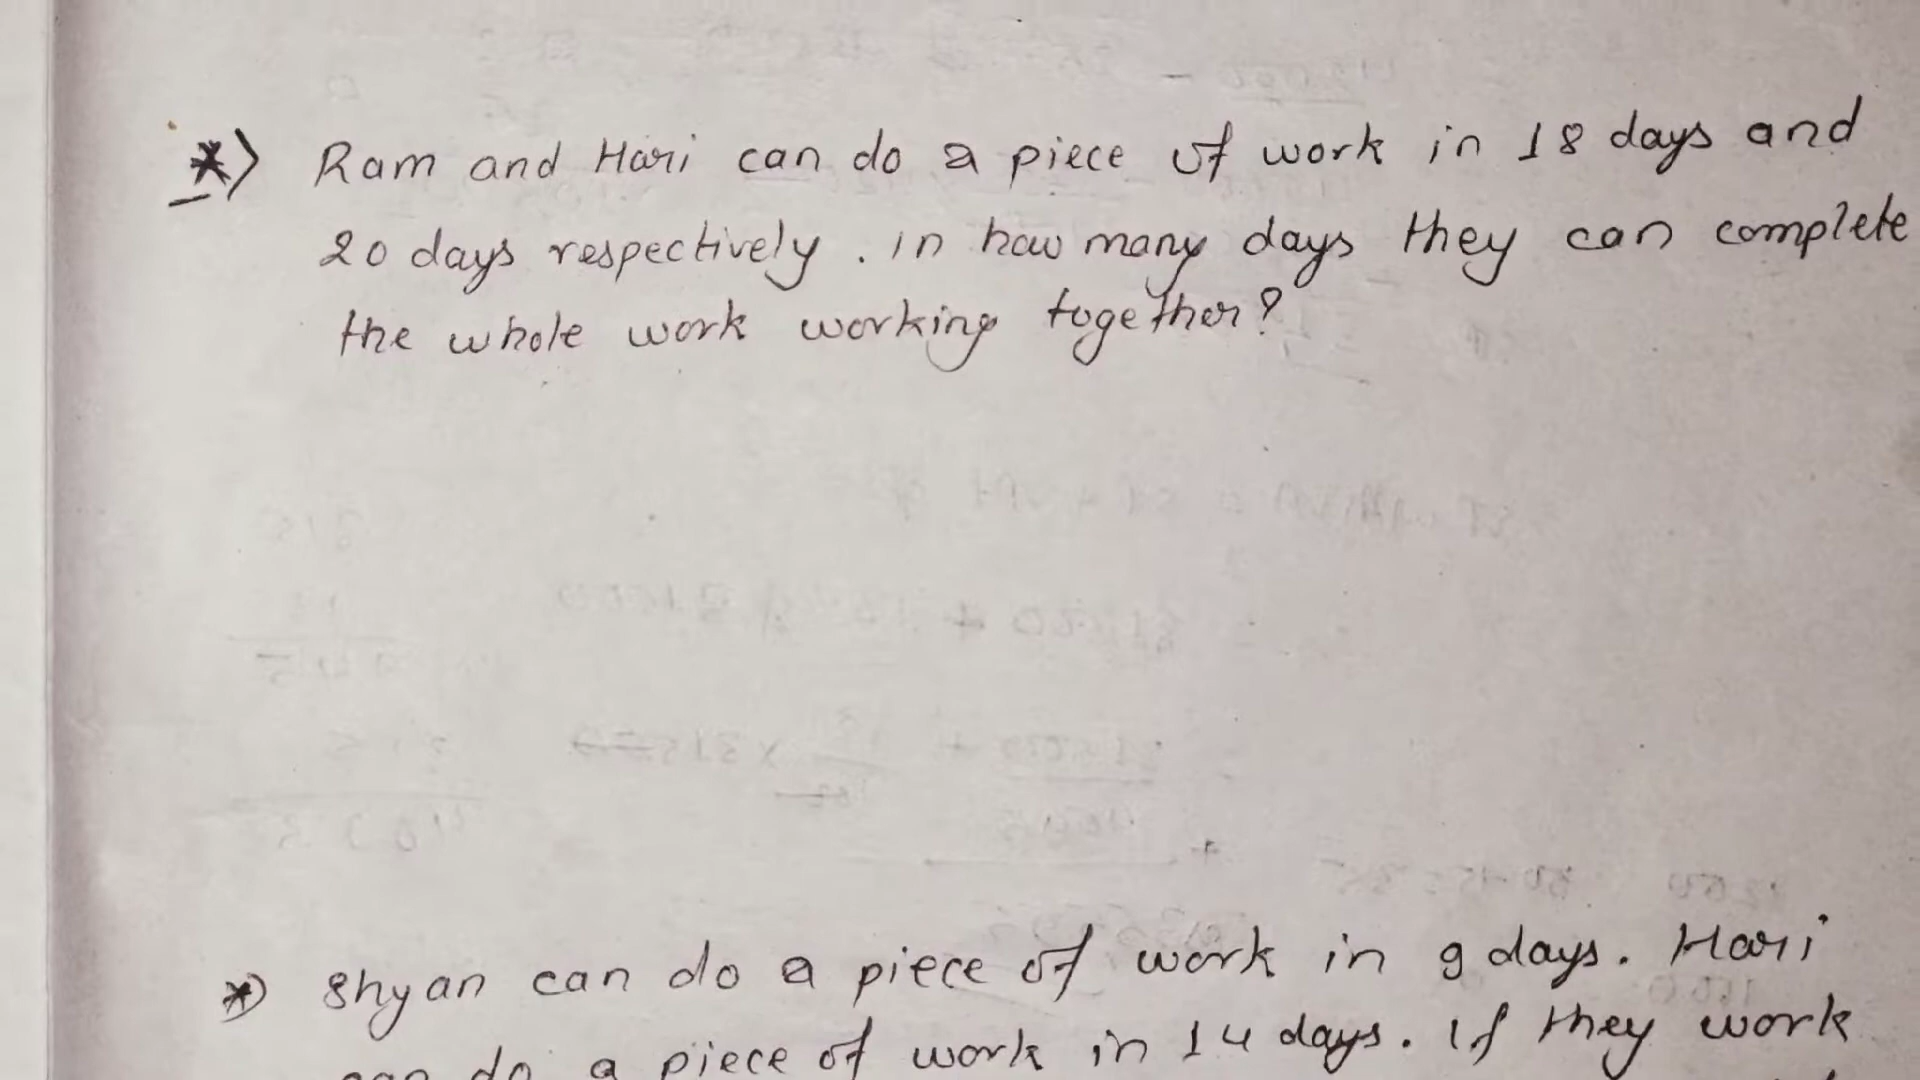 *) Ram and Hari can do a piece of work in 18 days and
20 days respectively. in how many days they can complete
the whole work working together?
*) Shyan can do a piece of work in 9 days. Hari
can do a piece of work in 14 days. If they work